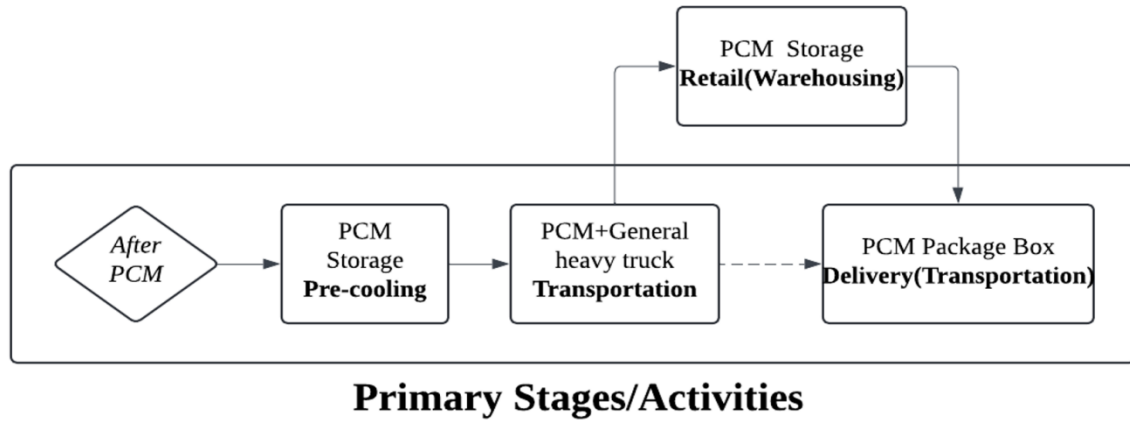 PCM Storage
Retail(Warehousing)
After
PCM
PCM
Storage
Pre-cooling
PCM+General
heavy truck
Transportation
PCM Package Box
Delivery(Transportation)
Primary Stages/Activities